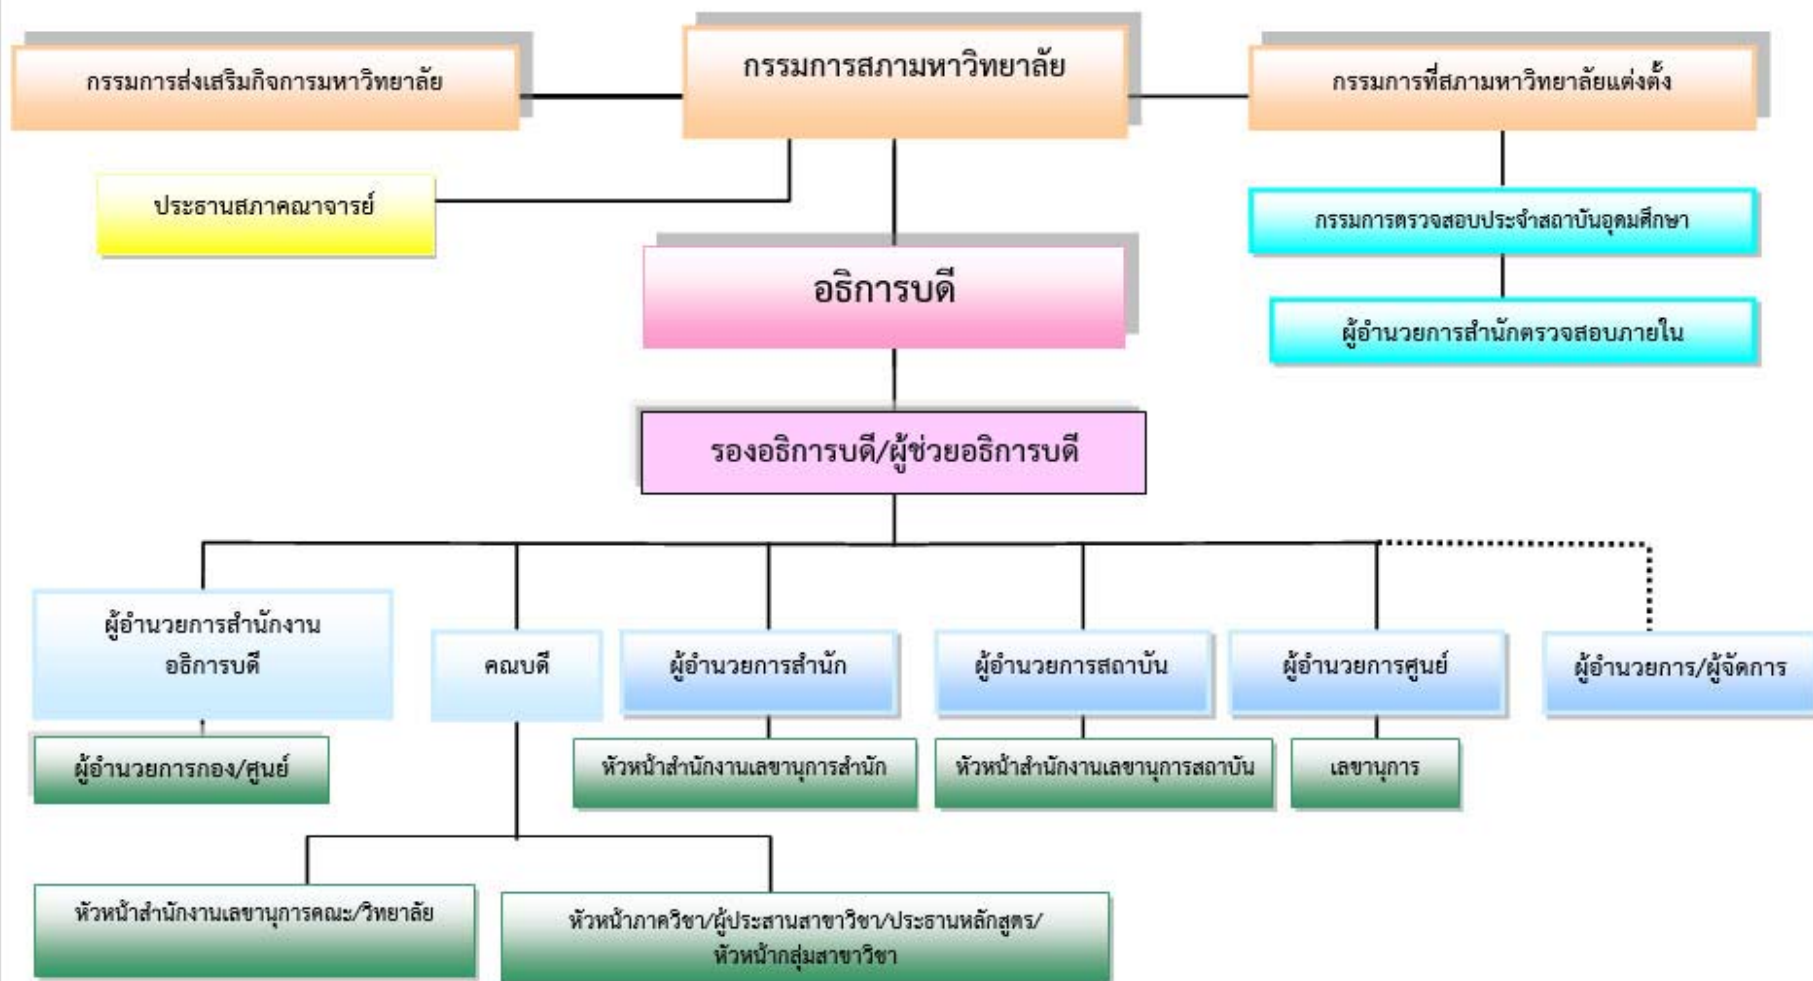 กรรมการส่งเสริมกิจการมหาวิทยาลัย
กรรมการสภามหาวิทยาลัย
กรรมการที่สภามหาวิทยาลัยแต่งตั้ง
ประธานสภาคณาจารย์
กรรมการตรวจสอบประจำสถาบันอุดมศึกษา
อธิการบดี
ผู้อำนวยการสำนักตรวจสอบภายใน
รองอธิการบดี/ผู้ช่วยอธิการบดี
ผู้อำนวยการสำนักงาน
อธิการบดี
คณบดี
ผู้อำนวยการสำนัก
ผู้อำนวยการสถาบัน
ผู้อำนวยการศูนย์
ผู้อำนวยการ/ผู้จัดการ
ผู้อำนวยการกอง/ศูนย์
หัวหน้าสำนักงานเลขานุการสำนัก
หัวหน้าสำนักงานเลขานุการสถาบัน
เลขานุการ
หัวหน้าสำนักงานเลขานุการคณะ/วิทยาลัย
หัวหน้าภาควิชา/ผู้ประสานสาขาวิชา/ประธานหลักสูตร/
หัวหน้ากลุ่มสาขาวิชา